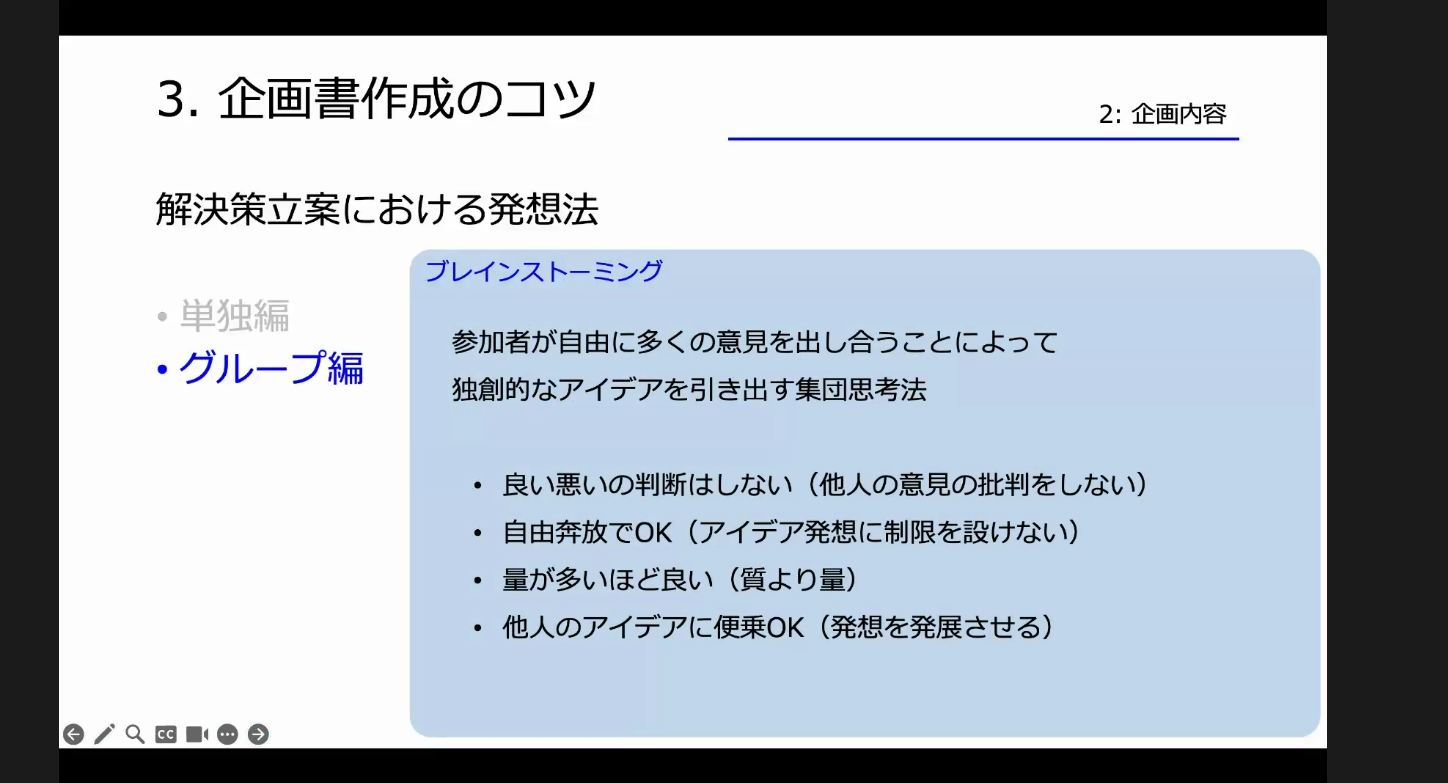 3. 企画書作成のコツ
2: 企画内容
解決策立案における発想法
• 単独編
• グループ編
ブレインストーミング
参加者が自由に多くの意見を出し合うことによって
独創的なアイデアを引き出す集団思考法
• 良い悪いの判断はしない（他人の意見の批判をしない）
• 自由奔放でOK（アイデア発想に制限を設けない）
• 量が多いほど良い（質より量）
• 他人のアイデアに便乗OK（発想を発展させる）
CC